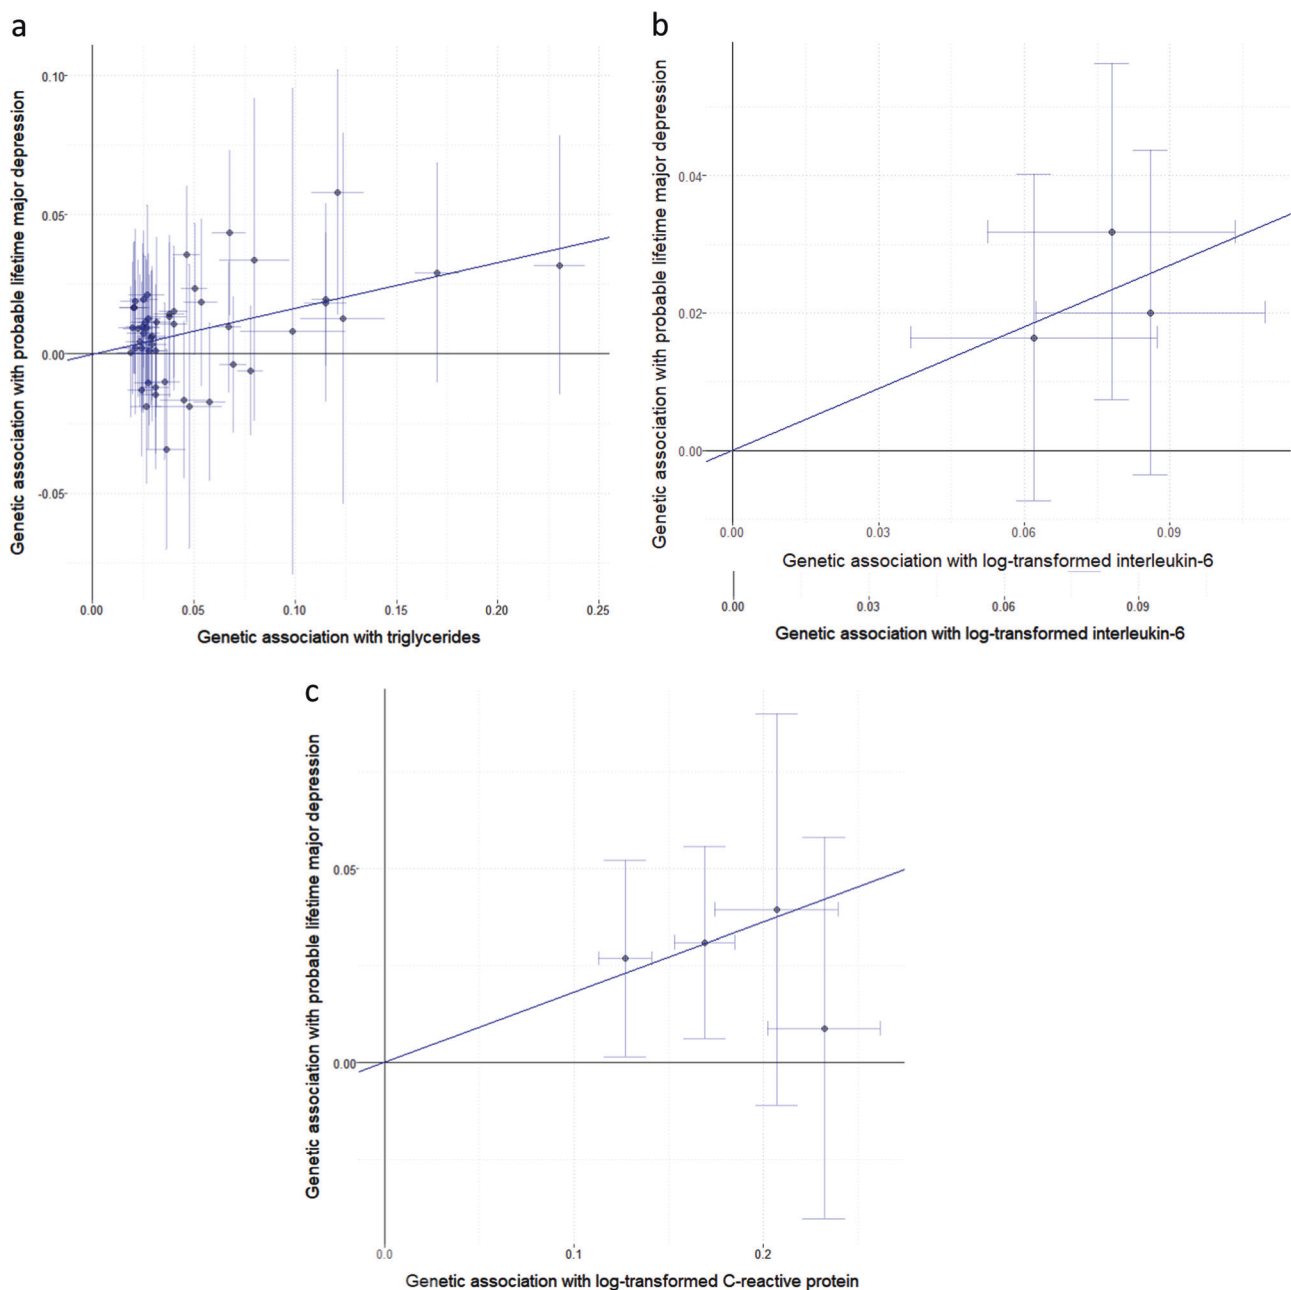 a
Genetic association with probable lifetime major depression
0.10
0.05
0.00
-0.05
0.00 0.05 0.10 0.15 0.20 0.25
Genetic association with triglycerides
b
Genetic association with probable lifetime major depression
0.04
0.02
0.00
0.00 0.03 0.06 0.09
Genetic association with log-transformed interleukin-6
0.00 0.03 0.06 0.09
Genetic association with log-transformed interleukin-6
c
Genetic association with probable lifetime major depression
0.05
0.00
0.0 0.1 0.2
Genetic association with log-transformed C-reactive protein